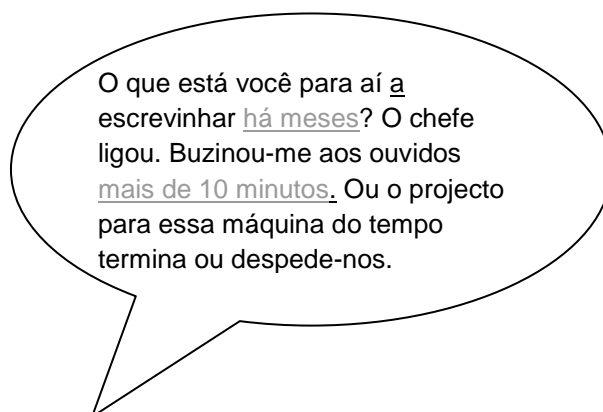 O que está você para aí a
escrevinhar há meses? O chefe
ligou. Buzinou-me aos ouvidos
mais de 10 minutos. Ou o projecto
para essa máquina do tempo
termina ou despede-nos.